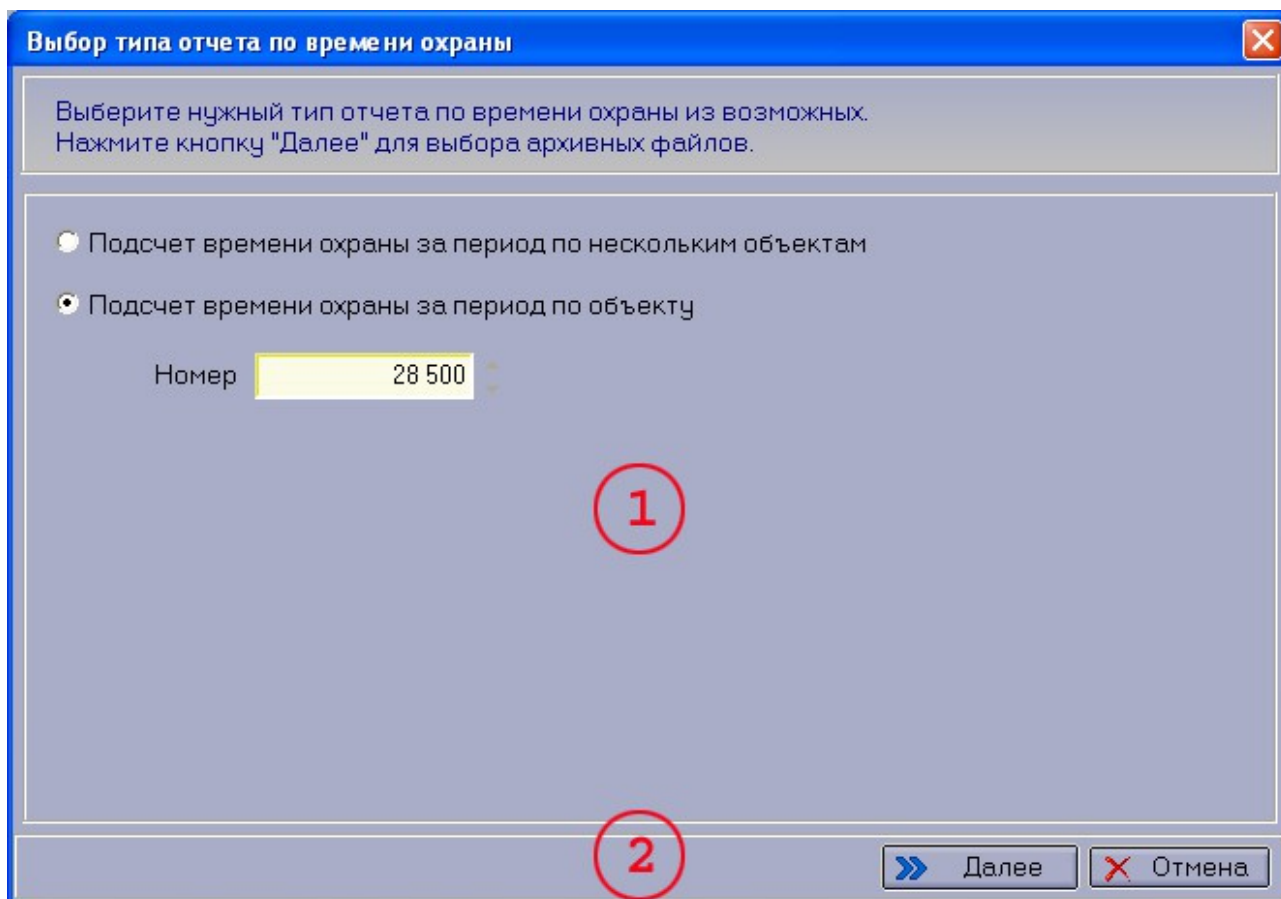 Выбор типа отчета по времени охраны
Выберите нужный тип отчета по времени охраны из возможных.
Нажмите кнопку "Далее" для выбора архивных файлов.
Подсчет времени охраны за период по нескольким объектам
Подсчет времени охраны за период по объекту
Номер 28 500
1
2
Далее Отмена